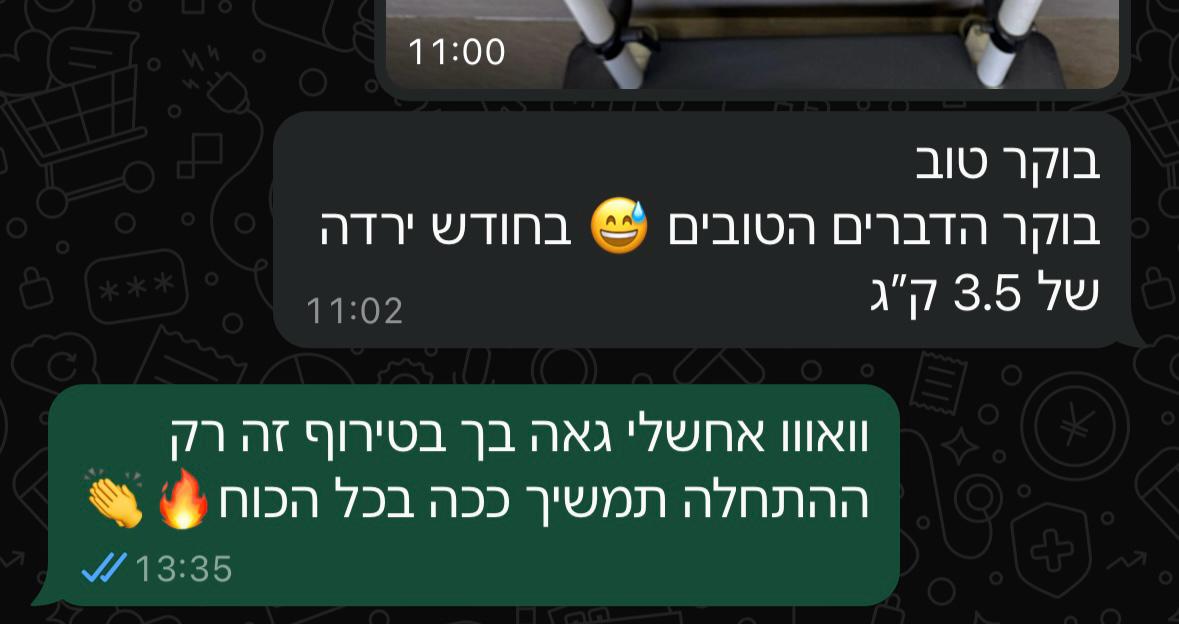 11:00
בוקר טוב
בוקר הדברים הטובים 😅 בחודש ירדה
של 3.5 ק״ג
11:02
וואווו אחשלי גאה בך בטירוף זה רק
ההתחלה תמשיך ככה בכל הכוח🔥👏
13:35